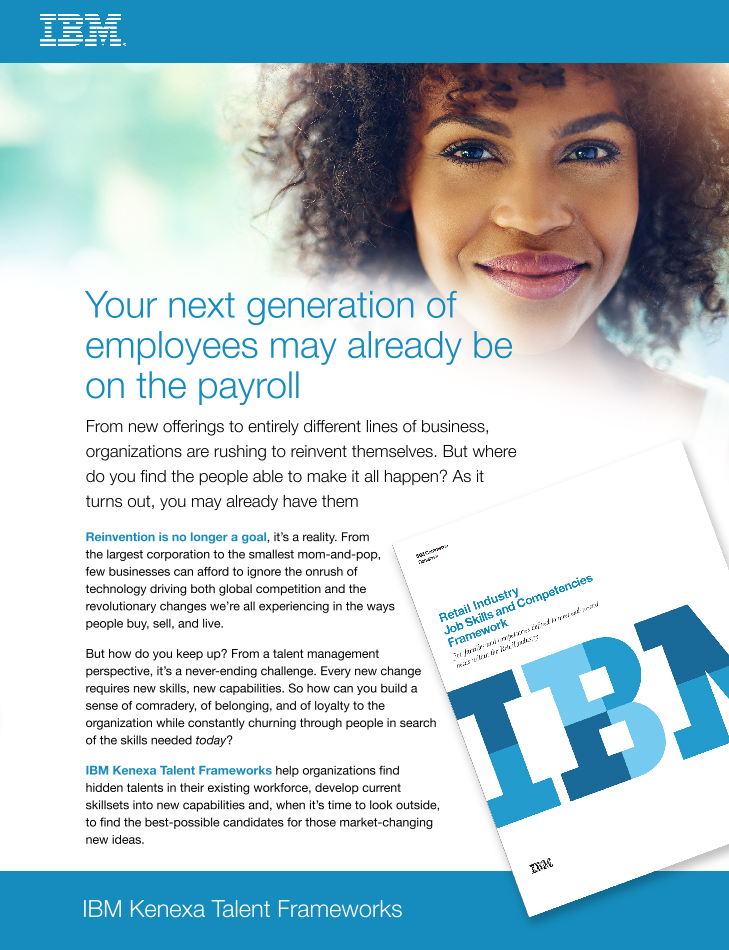 IBM
Your next generation of
employees may already be
on the payroll
From new offerings to entirely different lines of business,
organizations are rushing to reinvent themselves. But where
do you find the people able to make it all happen? As it
turns out, you may already have them
Reinvention is no longer a goal, it’s a reality. From
the largest corporation to the smallest mom-and-pop,
few businesses can afford to ignore the onrush of
technology driving both global competition and the
revolutionary changes we’re all experiencing in the ways
people buy, sell, and live.
But how do you keep up? From a talent management
perspective, it’s a never-ending challenge. Every new change
requires new skills, new capabilities. So how can you build a
sense of comradery, of belonging, and of loyalty to the
organization while constantly churning through people in search
of the skills needed today?
IBM Kenexa Talent Frameworks help organizations find
hidden talents in their existing workforce, develop current
skillsets into new capabilities and, when it’s time to look outside,
to find the best-possible candidates for those market-changing
new ideas.
Retail Industry
Job Skills and Competencies
Framework
IBM
IBM
IBM Kenexa Talent Frameworks